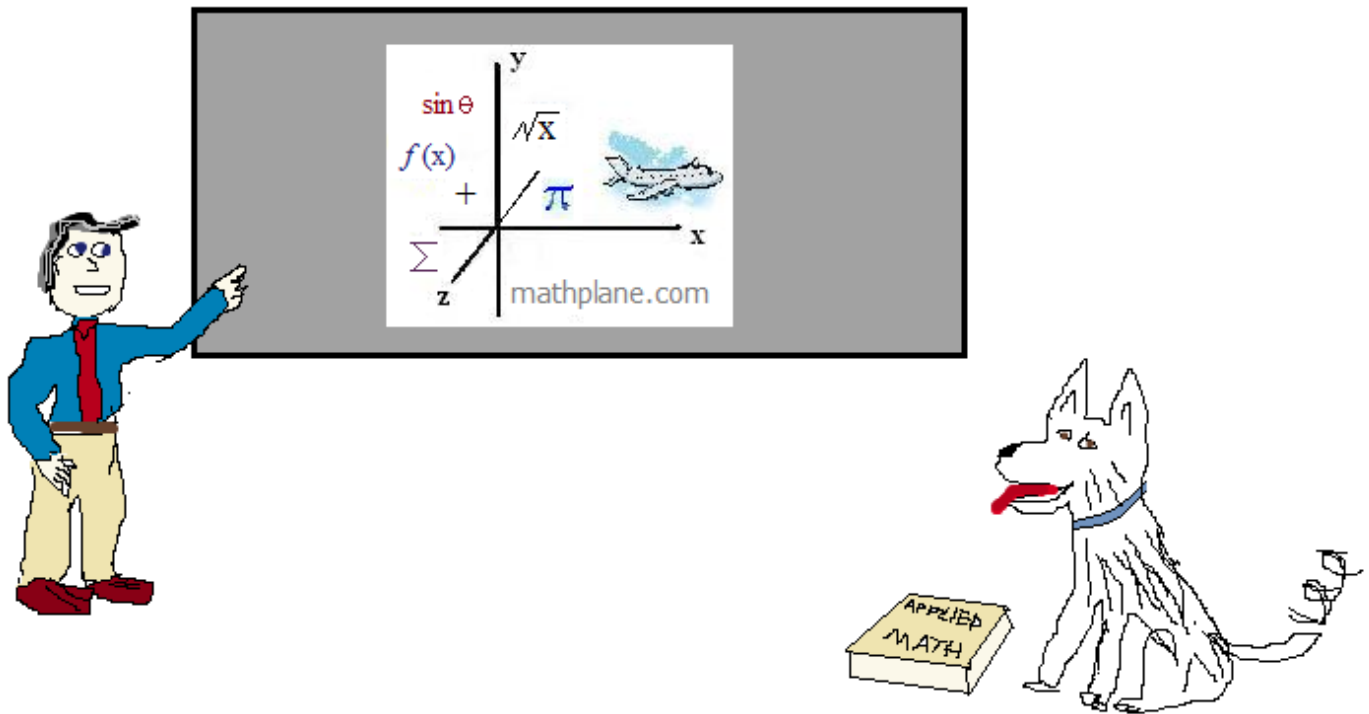 y
sin θ
√x
f(x)
+
π
x
Σ
z
mathplane.com
APPLIED
MATH